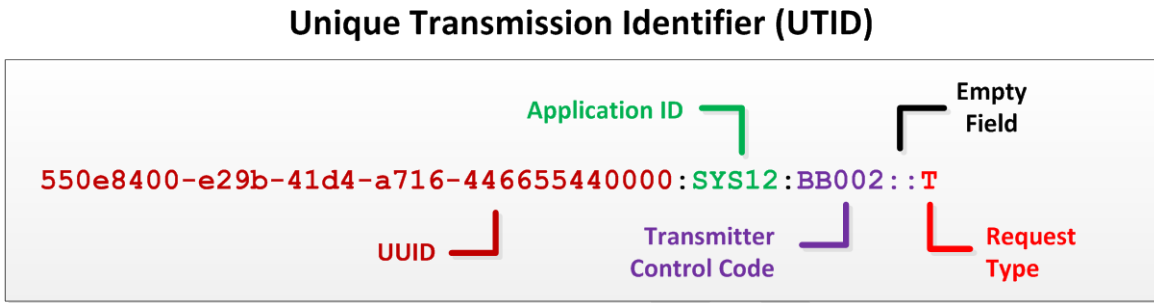 Unique Transmission Identifier (UTID)
Application ID
Empty
Field
550e8400-e29b-41d4-a716-446655440000:SYS12:BB002::T
UUID
Transmitter
Control Code
Request
Type